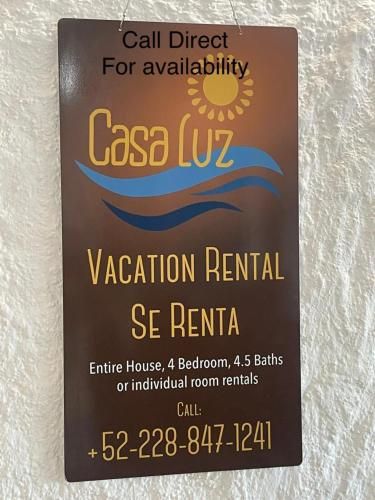 Call Direct
For availability
Casa Luz
VACATION RENTAL
SE RENTA
Entire House, 4 Bedroom, 4.5 Baths
or individual room rentals
CALL:
+52-228-847-1241